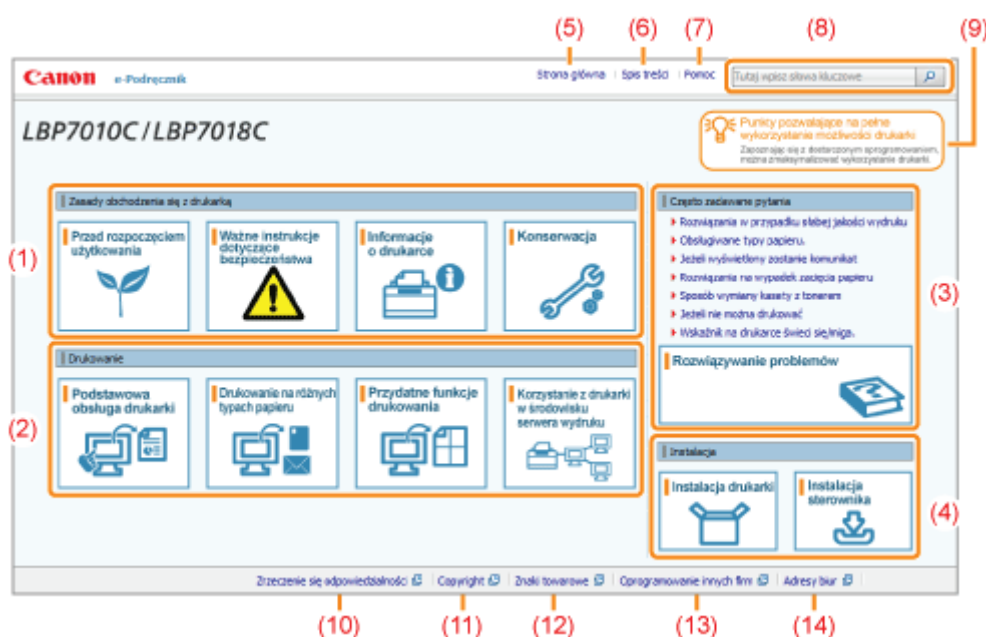 (5) (6) (7) (8) (9)
Canon e-Podręcznik Strona główna Spis treści Pomoc Tutaj wpisz słowa kluczowe
LBP7010C / LBP7018C
Punkty pozwalające na pełne
wykorzystanie możliwości drukarki
Zapoznając się z dostarczonym oprogramowaniem,
można zmaksymalizować wykorzystanie drukarki.
(1)
Zasady obchodzenia się z drukarką
Przed rozpoczęciem
użytkowania
Ważne instrukcje
dotyczące
bezpieczeństwa
Informacje
o drukarce
Konserwacja
(2)
Drukowanie
Podstawowa
obsługa drukarki
Drukowanie na różnych
typach papieru
Przydatne funkcje
drukowania
Korzystanie z drukarki
w środowisku
serwera wydruku
(3)
Często zadawane pytania
Rozwiązania w przypadku słabej jakości wydruku
Obsługiwane typy papieru.
Jeżeli wyświetlony zostanie komunikat
Rozwiązania na wypadek zacięcia papieru
Sposób wymiany kasety z tonerem
Jeżeli nie można drukować
Wskaźnik na drukarce świeci się/miga.
Rozwiązywanie problemów
(4)
Instalacja
Instalacja drukarki
Instalacja
sterownika
Zrzeczenie się odpowiedzialności Copyright Znaki towarowe Oprogramowanie innych firm Adresy biur
(10) (11) (12) (13) (14)